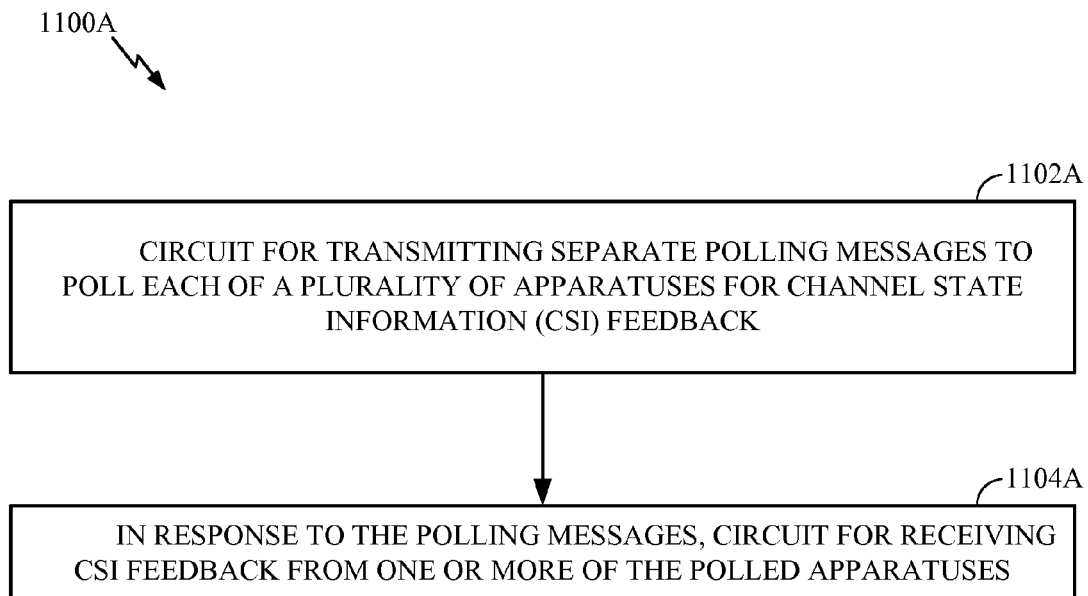 1100A
1102A
CIRCUIT FOR TRANSMITTING SEPARATE POLLING MESSAGES TO
POLL EACH OF A PLURALITY OF APPARATUSES FOR CHANNEL STATE
INFORMATION (CSI) FEEDBACK
1104A
IN RESPONSE TO THE POLLING MESSAGES, CIRCUIT FOR RECEIVING
CSI FEEDBACK FROM ONE OR MORE OF THE POLLED APPARATUSES